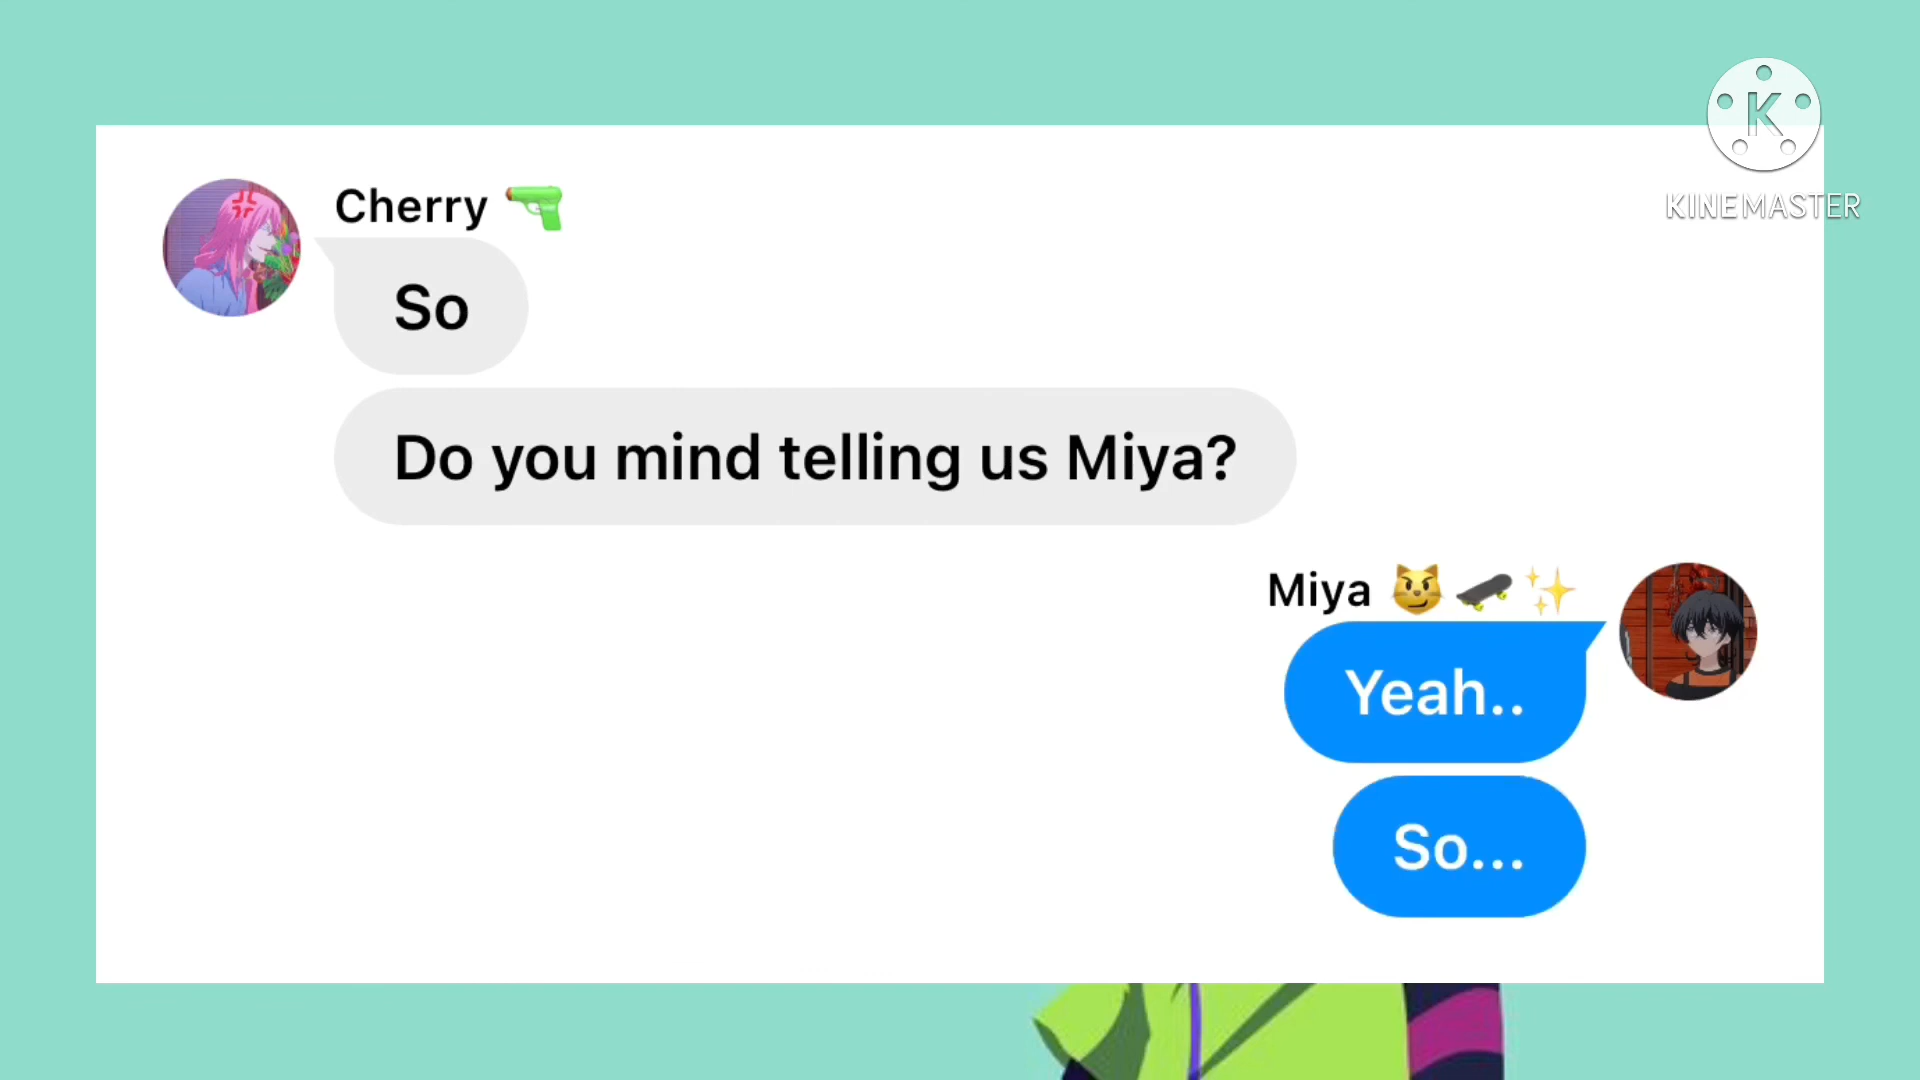 K
KINEMASTER
Cherry 🔫
So
Do you mind telling us Miya?
Miya 😼🛹✨
Yeah..
So...